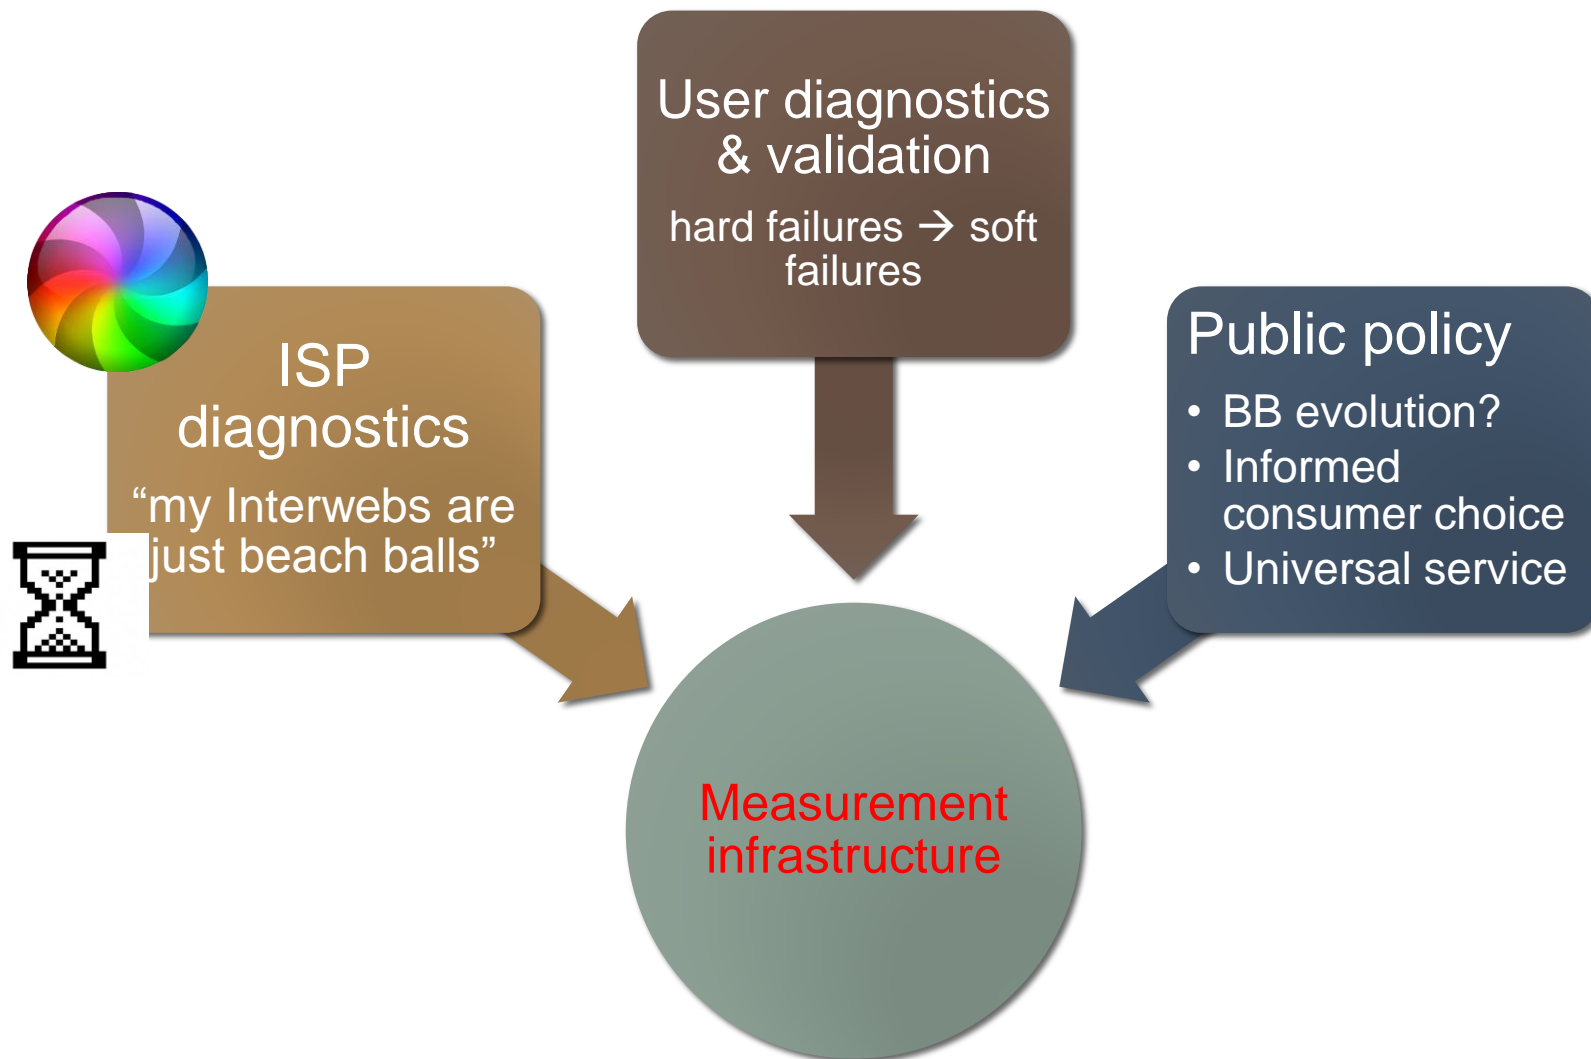 User diagnostics
& validation
hard failures → soft
failures
ISP
diagnostics
“my Interwebs are
just beach balls”
Public policy
• BB evolution?
• Informed
consumer choice
• Universal service
Measurement
infrastructure